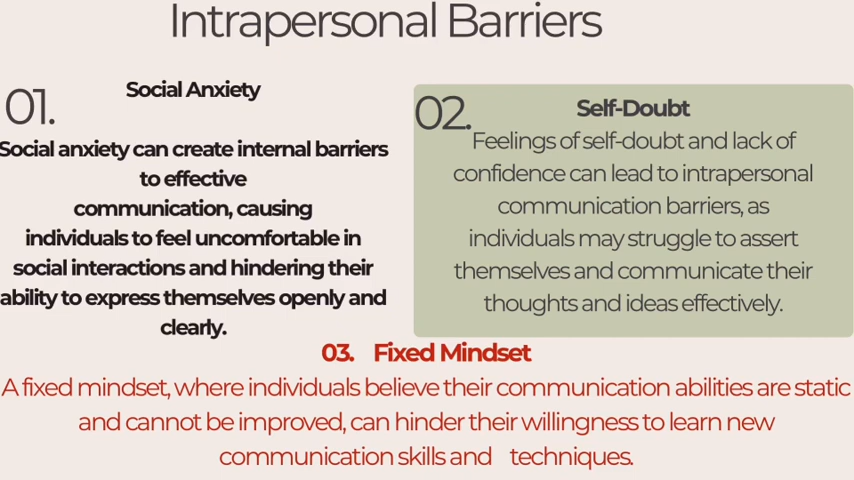 Intrapersonal Barriers
01.
Social Anxiety
Social anxiety can create internal barriers
to effective
communication, causing
individuals to feel uncomfortable in
social interactions and hindering their
ability to express themselves openly and
clearly.
02.
Self-Doubt
Feelings of self-doubt and lack of
confidence can lead to intrapersonal
communication barriers, as
individuals may struggle to assert
themselves and communicate their
thoughts and ideas effectively.
03. Fixed Mindset
A fixed mindset, where individuals believe their communication abilities are static
and cannot be improved, can hinder their willingness to learn new
communication skills and techniques.